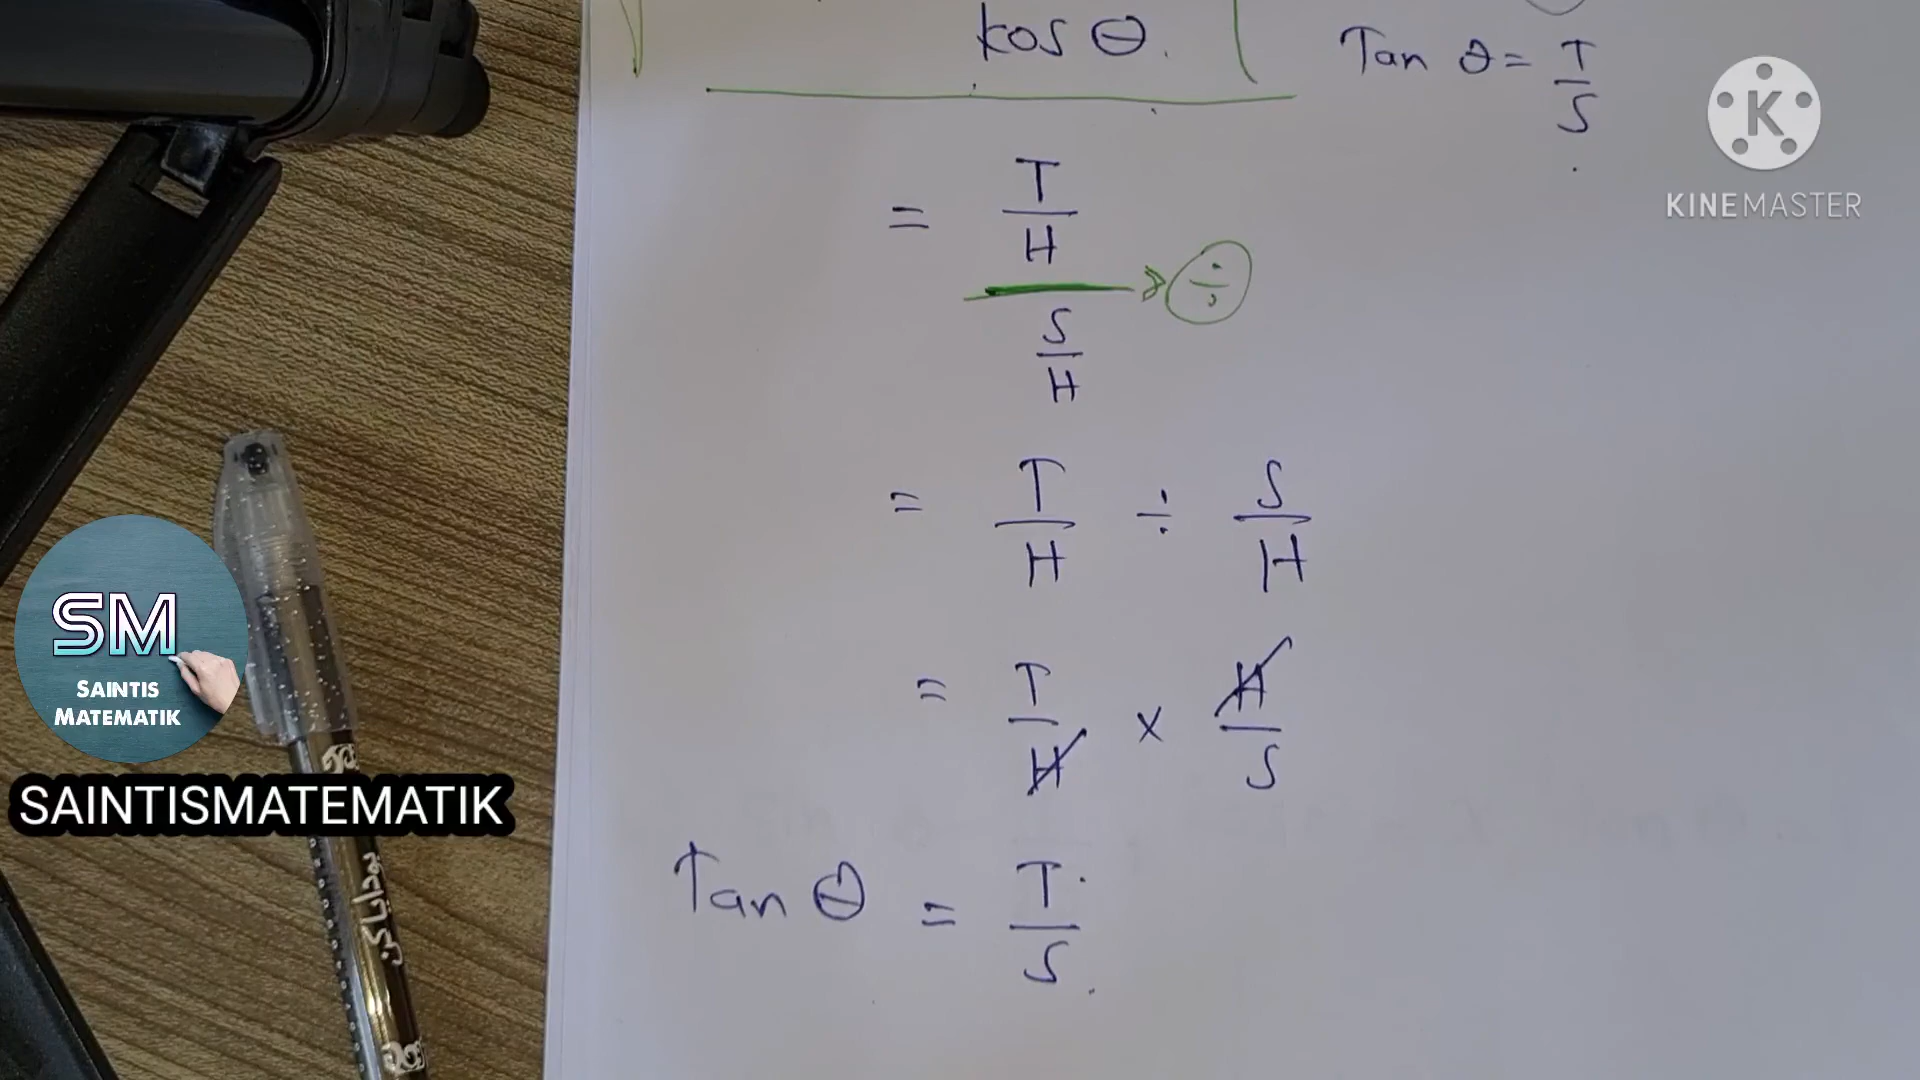 kos Θ.
Tan θ = T/S
K
KINEMASTER
= T/H ÷
S/H
= T/H ÷ S/H
= T/H × H/S
Tan Θ = T/S
SM
SAINTIS
MATEMATIK
SAINTISMATEMATIK